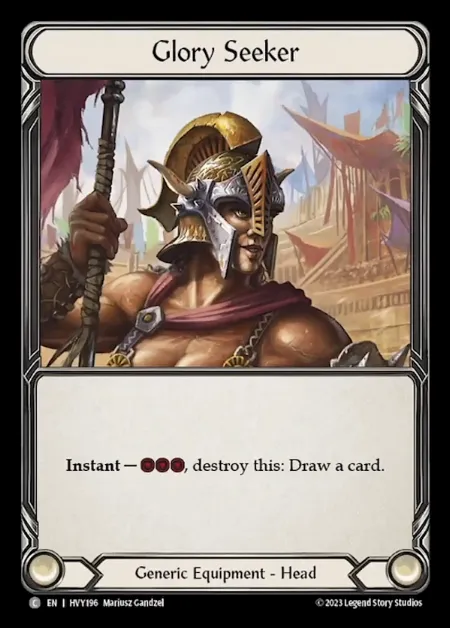 Glory Seeker
Instant — , destroy this: Draw a card.
Generic Equipment - Head
C EN | HVY196 Mariusz Gandzel © 2023 Legend Story Studios